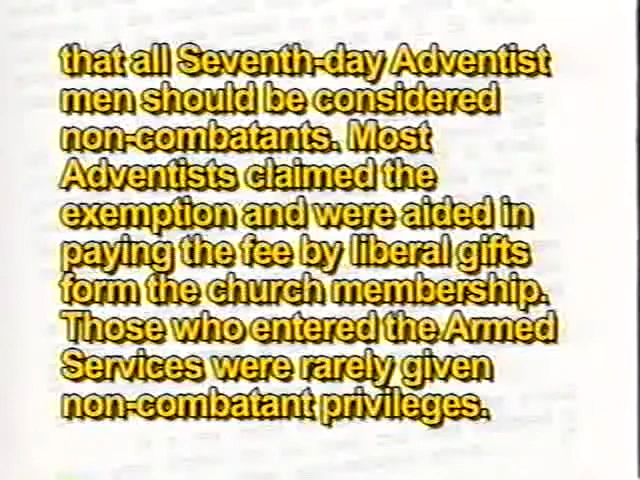 that all Seventh-day Adventist
men should be considered
non-combatants. Most
Adventists claimed the
exemption and were aided in
paying the fee by liberal gifts
form the church membership.
Those who entered the Armed
Services were rarely given
non-combatant privileges.